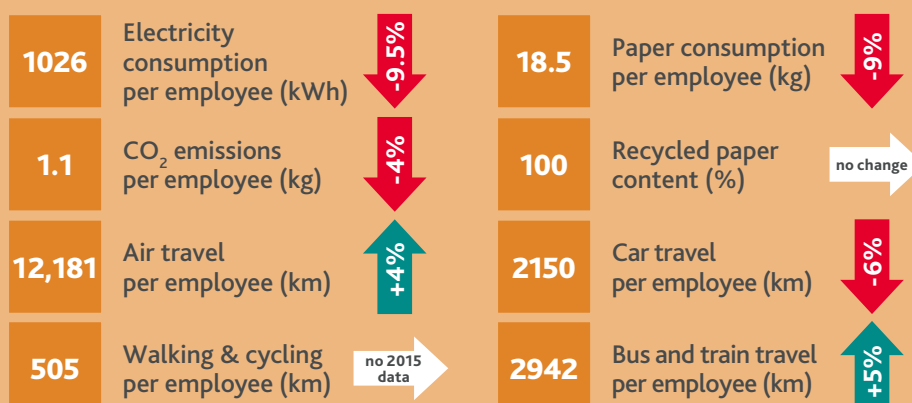 1026
Electricity
consumption
per employee (kWh)
-9.5%
18.5
Paper consumption
per employee (kg)
-9%
1.1
CO₂ emissions
per employee (kg)
-4%
100
Recycled paper
content (%)
no change
12,181
Air travel
per employee (km)
+4%
2150
Car travel
per employee (km)
-6%
505
Walking & cycling
per employee (km)
no 2015
data
2942
Bus and train travel
per employee (km)
+5%